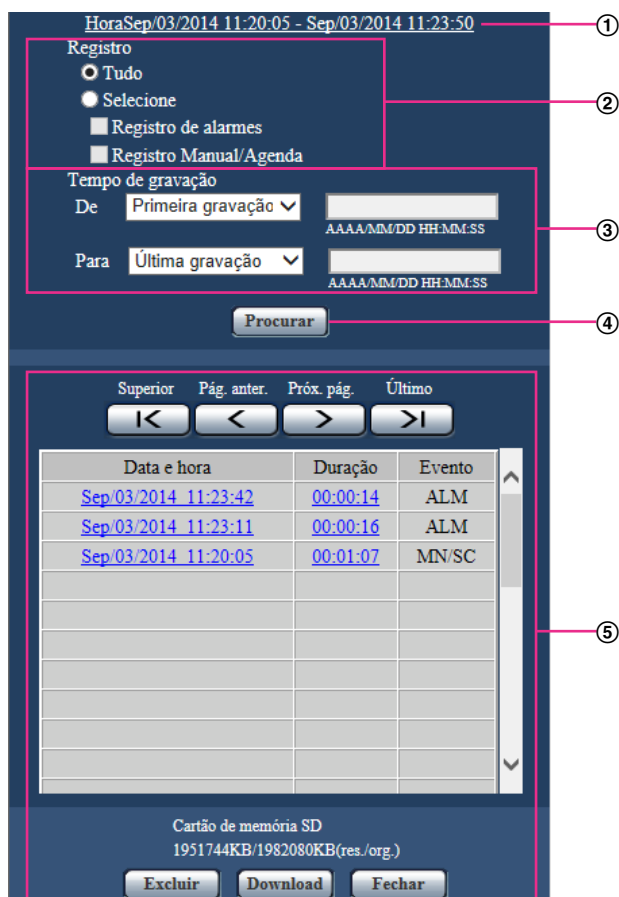 HoraSep/03/2014 11:20:05 - Sep/03/2014 11:23:50 ①
Registro
Tudo
Selecione ②
Registro de alarmes
Registro Manual/Agenda
Tempo de gravação
De Primeira gravação
AAAA/MM/DD HH:MM:SS ③
Para Última gravação
AAAA/MM/DD HH:MM:SS
Procurar ④
Superior Pág. anter. Próx. pág. Último
Data e hora Duração Evento
Sep/03/2014 11:23:42 00:00:14 ALM
Sep/03/2014 11:23:11 00:00:16 ALM
Sep/03/2014 11:20:05 00:01:07 MN/SC
⑤
Cartão de memória SD
1951744KB/1982080KB(res./org.)
Excluir Download Fechar